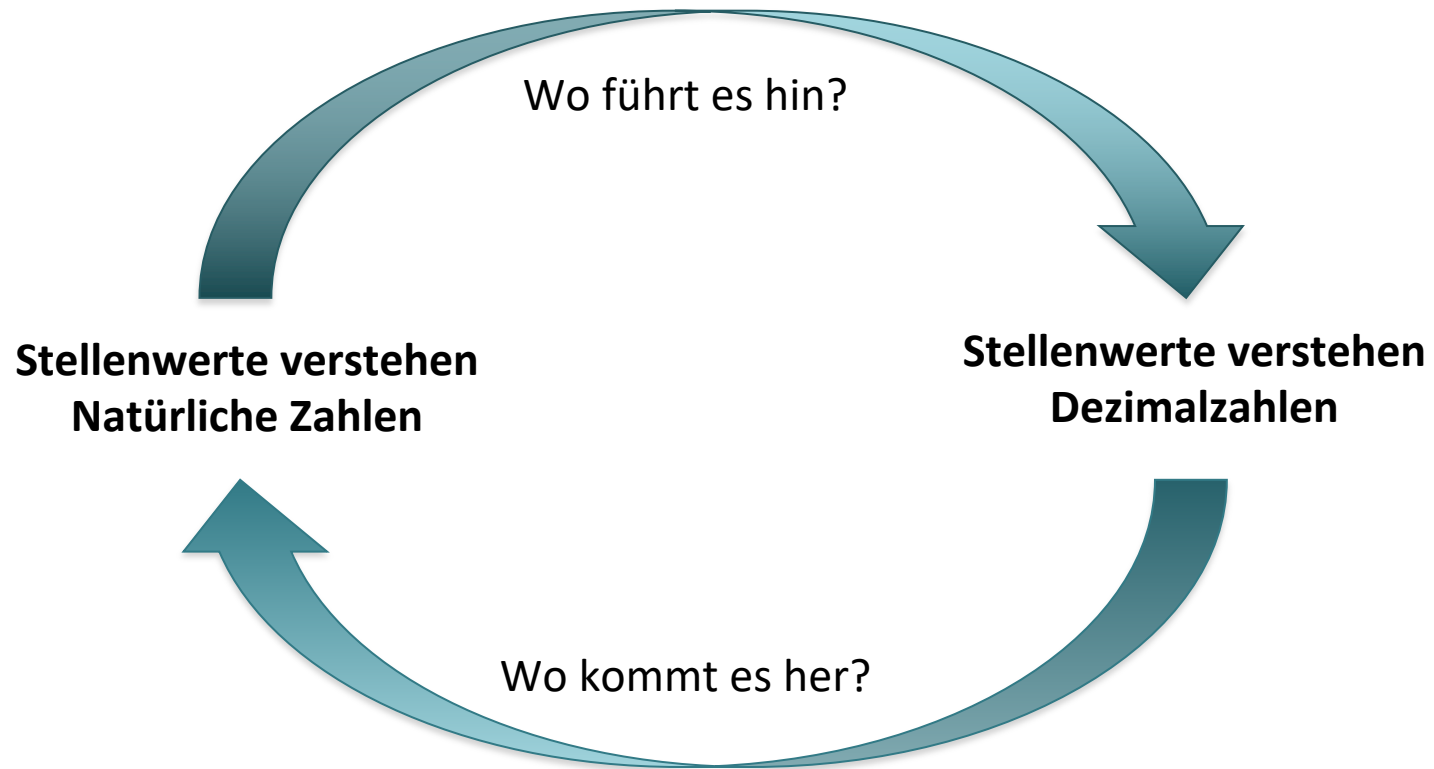 Wo führt es hin?
Stellenwerte verstehen
Natürliche Zahlen
Stellenwerte verstehen
Dezimalzahlen
Wo kommt es her?